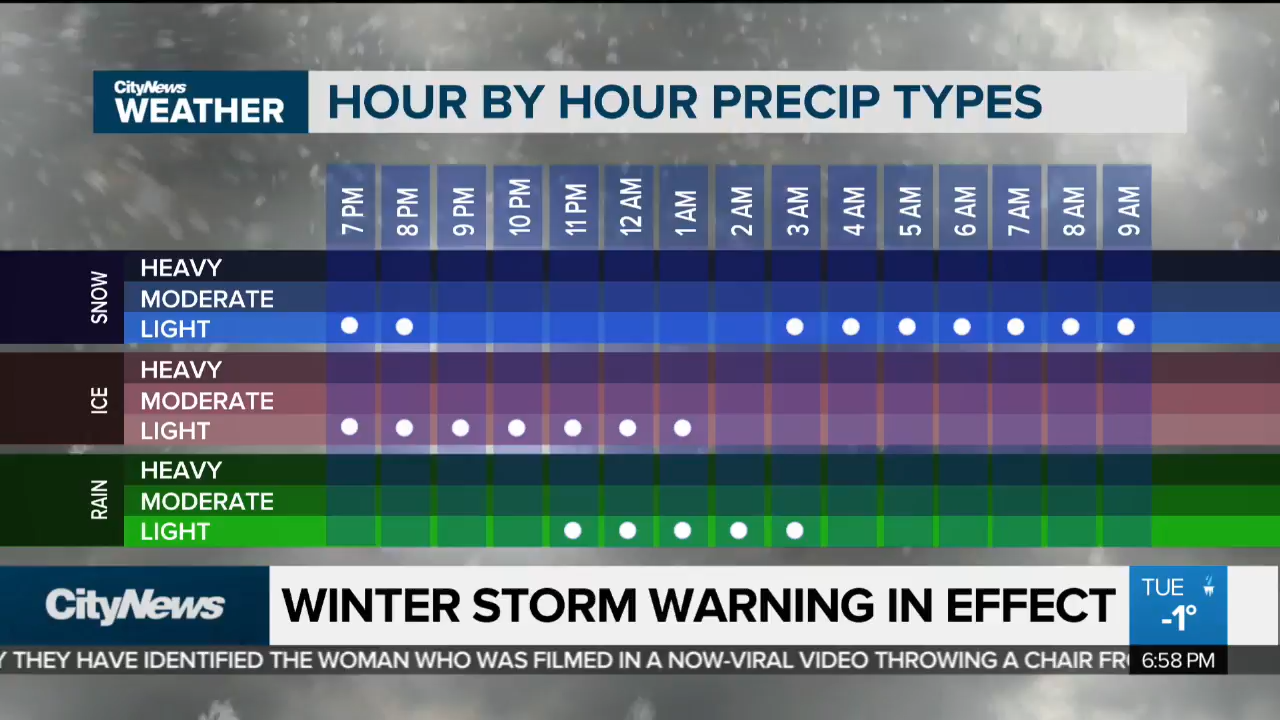 CityNews
WEATHER
HOUR BY HOUR PRECIP TYPES
7 PM
8 PM
9 PM
10 PM
11 PM
12 AM
1 AM
2 AM
3 AM
4 AM
5 AM
6 AM
7 AM
8 AM
9 AM
SNOW
HEAVY
MODERATE
LIGHT
ICE
HEAVY
MODERATE
LIGHT
RAIN
HEAVY
MODERATE
LIGHT
CityNews
WINTER STORM WARNING IN EFFECT
TUE
-1°
Y THEY HAVE IDENTIFIED THE WOMAN WHO WAS FILMED IN A NOW-VIRAL VIDEO THROWING A CHAIR FR
6:58 PM